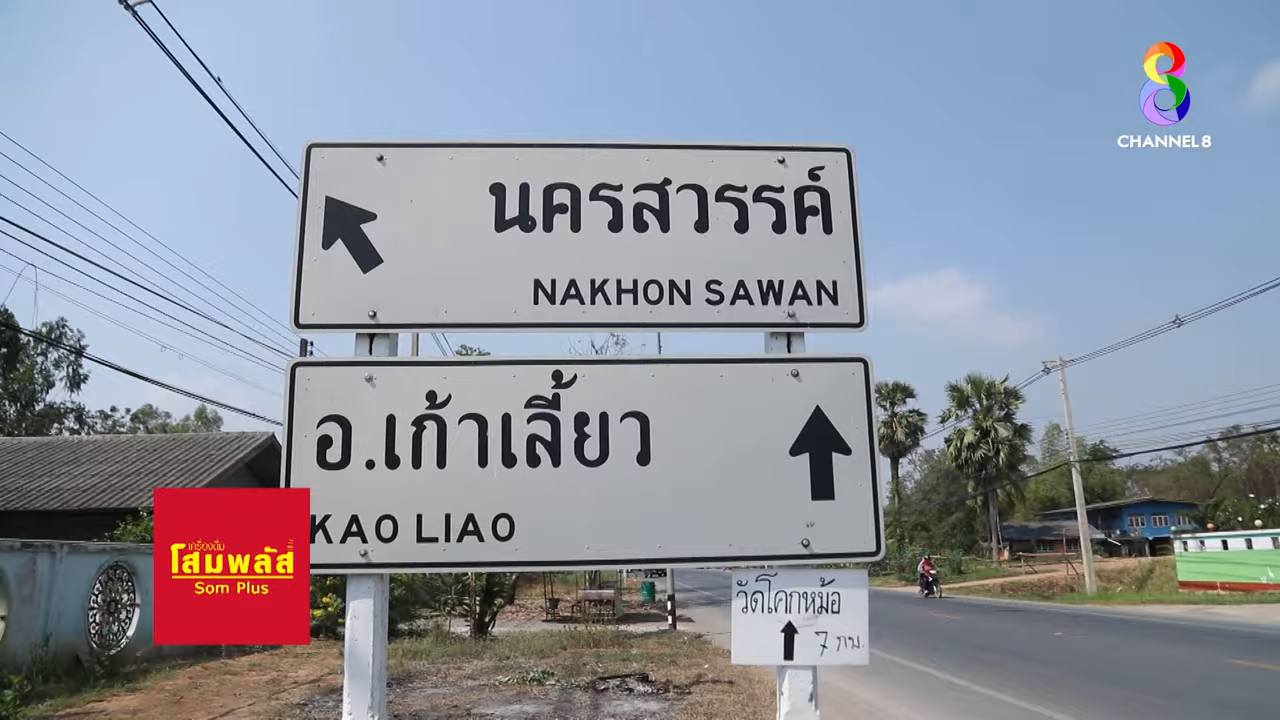 CHANNEL 8
นครสวรรค์
NAKHON SAWAN
อ.เก้าเลี้ยว
KAO LIAO
เครื่องดื่ม
โสมพลัส
Som Plus
วัดโคกหม้อ
7 กม.